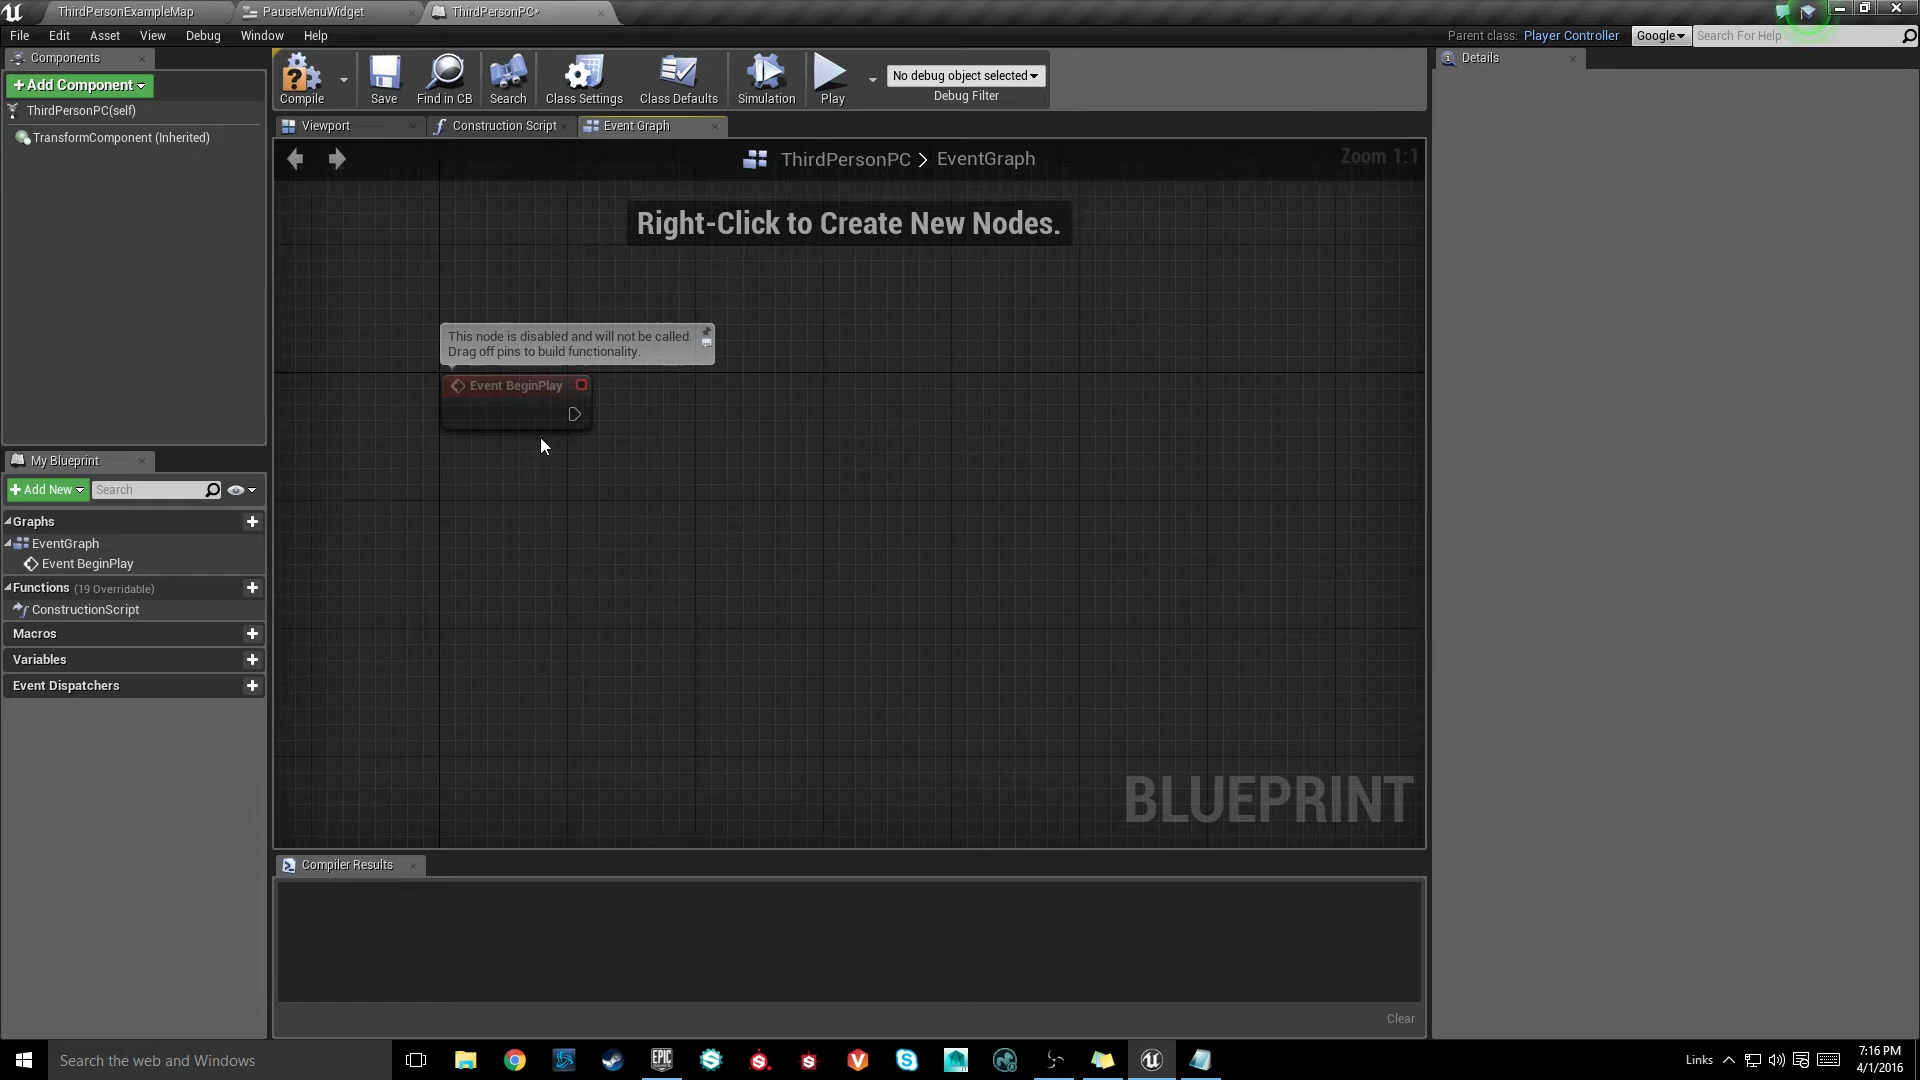 ThirdPersonExampleMap
PauseMenuWidget
ThirdPersonPC*
File Edit Asset View Debug Window Help
Parent class: Player Controller
Google
Search For Help
Components
+Add Component
ThirdPersonPC(self)
TransformComponent (Inherited)
Compile
Save
Find in CB
Search
Class Settings
Class Defaults
Simulation
Play
No debug object selected
Debug Filter
Details
Viewport
Construction Script
Event Graph
ThirdPersonPC > EventGraph
Zoom 1:1
Right-Click to Create New Nodes.
This node is disabled and will not be called.
Drag off pins to build functionality.
Event BeginPlay
My Blueprint
+Add New
Search
Graphs
EventGraph
Event BeginPlay
Functions (19 Overridable)
ConstructionScript
Macros
Variables
Event Dispatchers
BLUEPRINT
Compiler Results
Clear
Search the web and Windows
EPIC
GAMES
Links
7:16 PM
4/1/2016